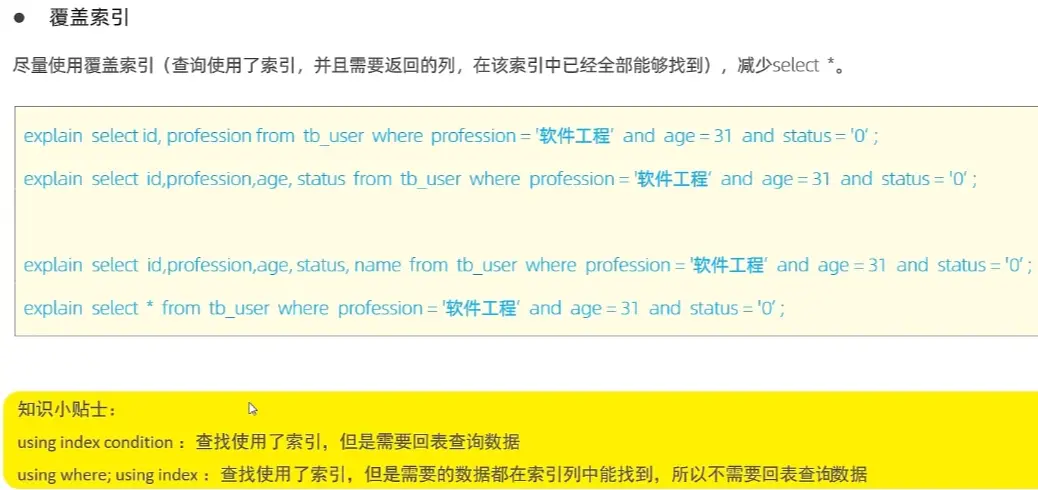 ● 覆盖索引
尽量使用覆盖索引（查询使用了索引，并且需要返回的列，在该索引中已经全部能够找到），减少select *。
explain select id, profession from tb_user where profession = '软件工程' and age = 31 and status = '0' ;
explain select id,profession,age, status from tb_user where profession = '软件工程' and age = 31 and status = '0' ;
explain select id,profession,age, status, name from tb_user where profession = '软件工程' and age = 31 and status = '0' ;
explain select * from tb_user where profession = '软件工程' and age = 31 and status = '0' ;
知识小贴士：
using index condition ：查找使用了索引，但是需要回表查询数据
using where; using index ：查找使用了索引，但是需要的数据都在索引列中能找到，所以不需要回表查询数据